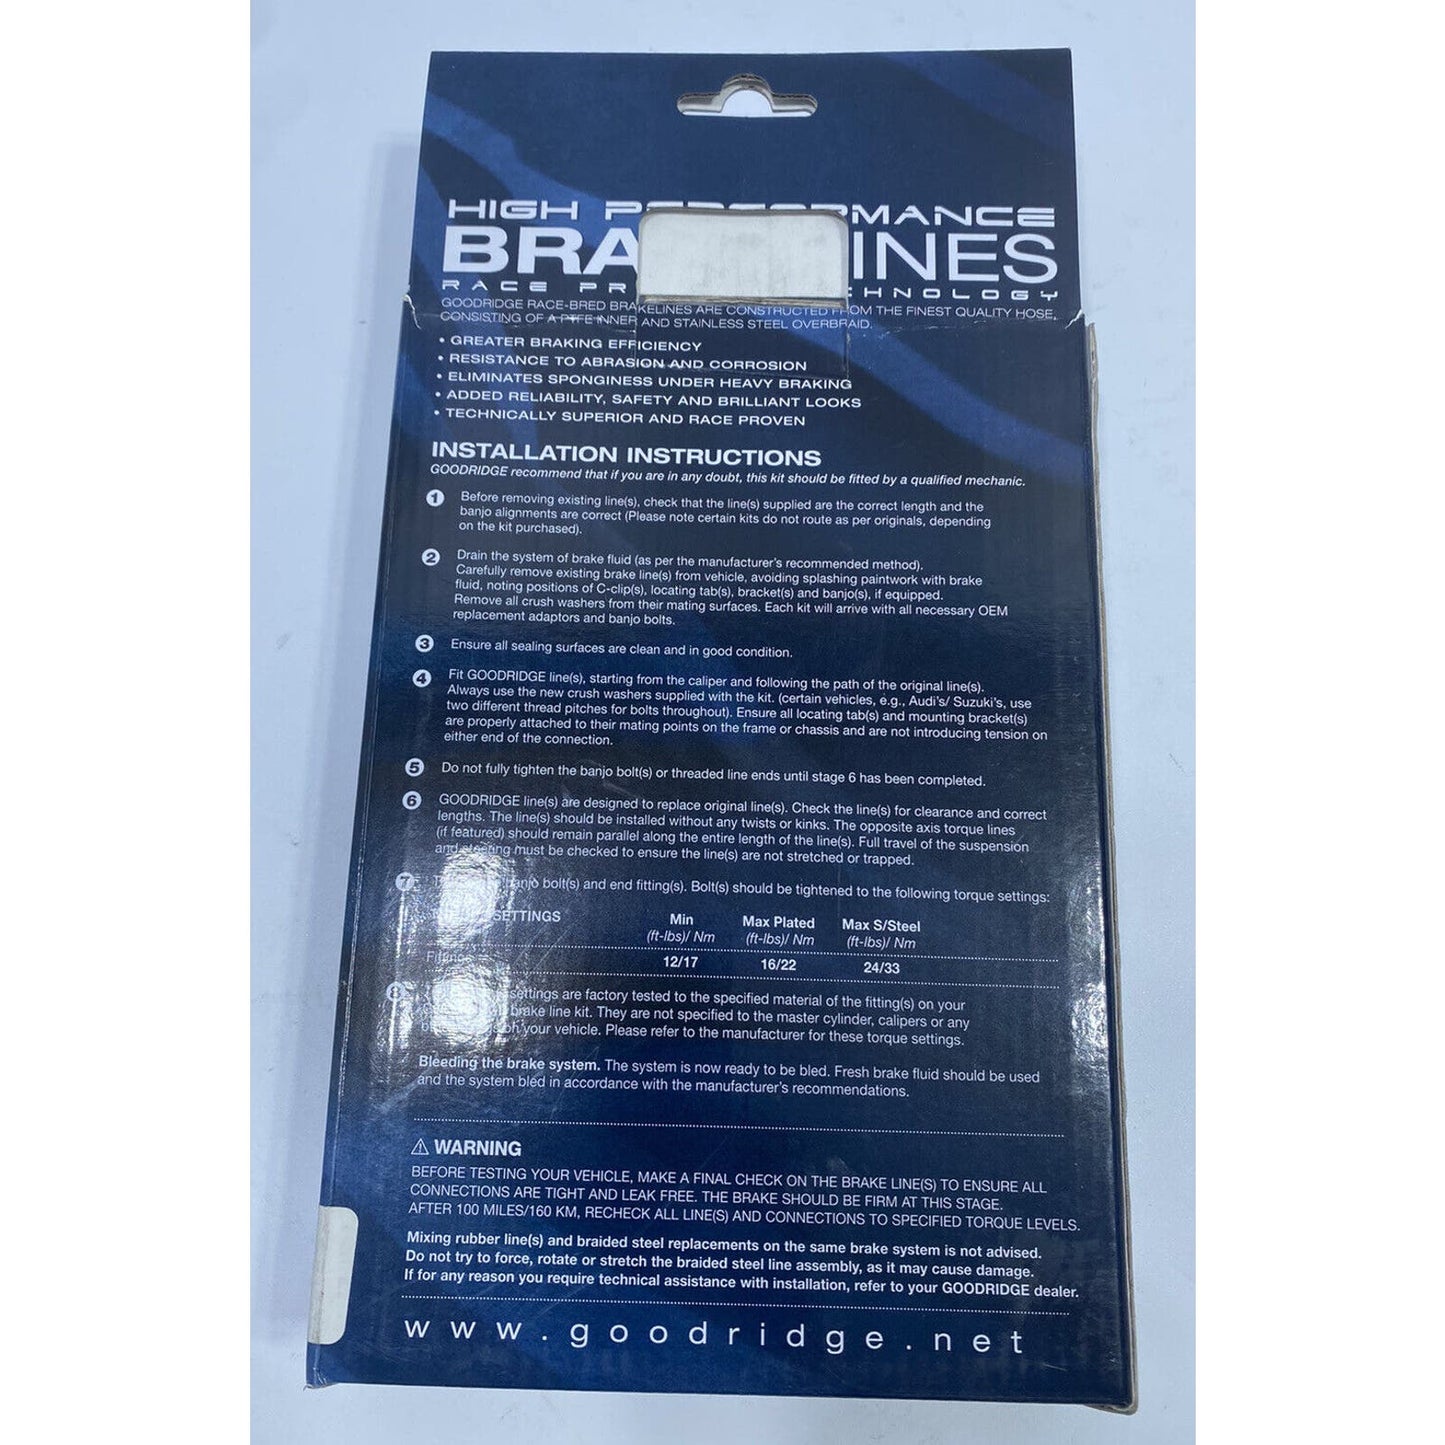 HIGH PERFORMANCE
BRA INES
RACE PR CHNOLOGY
GOODRIDGE RACE-BRED BRAKELINES ARE CONSTRUCTED FROM THE FINEST QUALITY HOSE,
CONSISTING OF A PTFE INNER AND STAINLESS STEEL OVERBRAID.
• GREATER BRAKING EFFICIENCY
• RESISTANCE TO ABRASION AND CORROSION
• ELIMINATES SPONGINESS UNDER HEAVY BRAKING
• ADDED RELIABILITY, SAFETY AND BRILLIANT LOOKS
• TECHNICALLY SUPERIOR AND RACE PROVEN
INSTALLATION INSTRUCTIONS
GOODRIDGE recommend that if you are in any doubt, this kit should be fitted by a qualified mechanic.
1 Before removing existing line(s), check that the line(s) supplied are the correct length and the
banjo alignments are correct (Please note certain kits do not route as per originals, depending
on the kit purchased).
2 Drain the system of brake fluid (as per the manufacturer's recommended method).
Carefully remove existing brake line(s) from vehicle, avoiding splashing paintwork with brake
fluid, noting positions of C-clip(s), locating tab(s), bracket(s) and banjo(s), if equipped.
Remove all crush washers from their mating surfaces. Each kit will arrive with all necessary OEM
replacement adaptors and banjo bolts.
3 Ensure all sealing surfaces are clean and in good condition.
4 Fit GOODRIDGE line(s), starting from the caliper and following the path of the original line(s).
Always use the new crush washers supplied with the kit. (certain vehicles, e.g., Audi's/ Suzuki's, use
two different thread pitches for bolts throughout). Ensure all locating tab(s) and mounting bracket(s)
are properly attached to their mating points on the frame or chassis and are not introducing tension on
either end of the connection.
5 Do not fully tighten the banjo bolt(s) or threaded line ends until stage 6 has been completed.
6 GOODRIDGE line(s) are designed to replace original line(s). Check the line(s) for clearance and correct
lengths. The line(s) should be installed without any twists or kinks. The opposite axis torque lines
(if featured) should remain parallel along the entire length of the line(s). Full travel of the suspension
and steering must be checked to ensure the line(s) are not stretched or trapped.
7 banjo bolt(s) and end fitting(s). Bolt(s) should be tightened to the following torque settings:
SETTINGS Min Max Plated Max S/Steel
(ft-lbs)/ Nm (ft-lbs)/ Nm (ft-lbs)/ Nm
12/17 16/22 24/33
8 settings are factory tested to the specified material of the fitting(s) on your
brake line kit. They are not specified to the master cylinder, calipers or any
on your vehicle. Please refer to the manufacturer for these torque settings.
Bleeding the brake system. The system is now ready to be bled. Fresh brake fluid should be used
and the system bled in accordance with the manufacturer's recommendations.
WARNING
BEFORE TESTING YOUR VEHICLE, MAKE A FINAL CHECK ON THE BRAKE LINE(S) TO ENSURE ALL
CONNECTIONS ARE TIGHT AND LEAK FREE. THE BRAKE SHOULD BE FIRM AT THIS STAGE.
AFTER 100 MILES/160 KM, RECHECK ALL LINE(S) AND CONNECTIONS TO SPECIFIED TORQUE LEVELS.
Mixing rubber line(s) and braided steel replacements on the same brake system is not advised.
Do not try to force, rotate or stretch the braided steel line assembly, as it may cause damage.
If for any reason you require technical assistance with installation, refer to your GOODRIDGE dealer.
www.goodridge.net